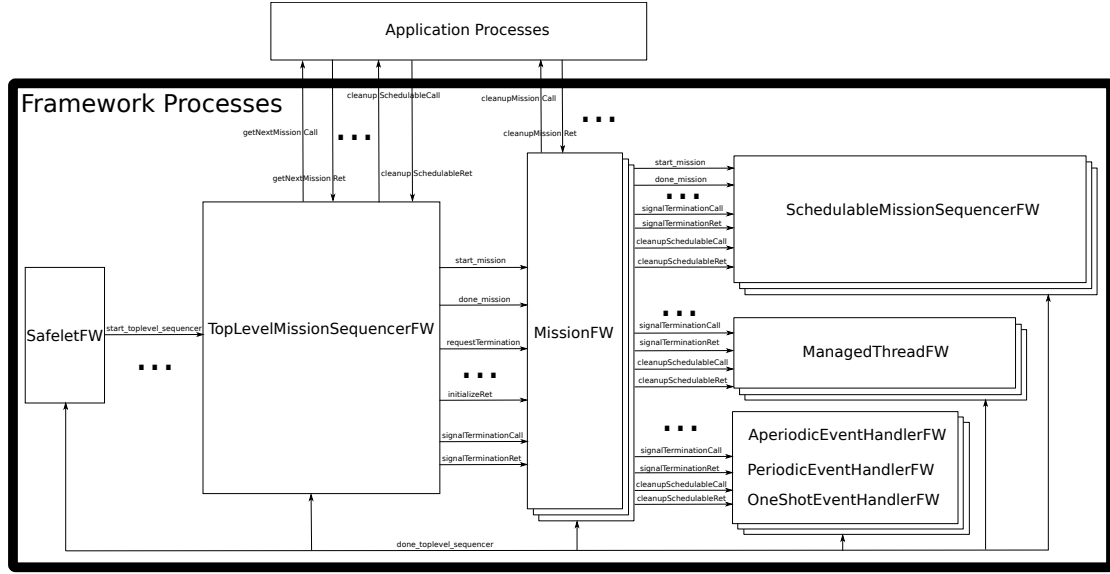 Application Processes
Framework Processes
cleanup SchedulableCall
cleanupMission Call
getNextMission Call
...
...
cleanupMission Ret
getNextMission Ret
cleanup SchedulableRet
start_mission
done_mission
...
signalTerminationCall
signalTerminationRet
cleanupSchedulableCall
cleanupSchedulableRet
SchedulableMissionSequencerFW
SafeletFW
start_toplevel_sequencer
...
TopLevelMissionSequencerFW
start_mission
done_mission
requestTermination
...
initializeRet
signalTerminationCall
signalTerminationRet
MissionFW
...
signalTerminationCall
signalTerminationRet
cleanupSchedulableCall
cleanupSchedulableRet
ManagedThreadFW
...
signalTerminationCall
signalTerminationRet
cleanupSchedulableCall
cleanupSchedulableRet
AperiodicEventHandlerFW
PeriodicEventHandlerFW
OneShotEventHandlerFW
done_toplevel_sequencer